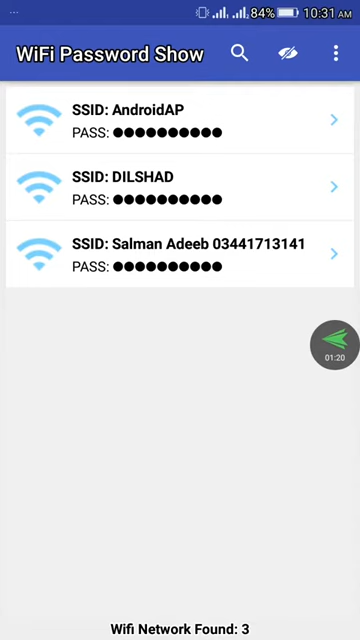 84% 10:31 AM
WiFi Password Show
SSID: AndroidAP
PASS: ●●●●●●●●●●
SSID: DILSHAD
PASS: ●●●●●●●●●●
SSID: Salman Adeeb 03441713141
PASS: ●●●●●●●●●●
01:20
Wifi Network Found: 3